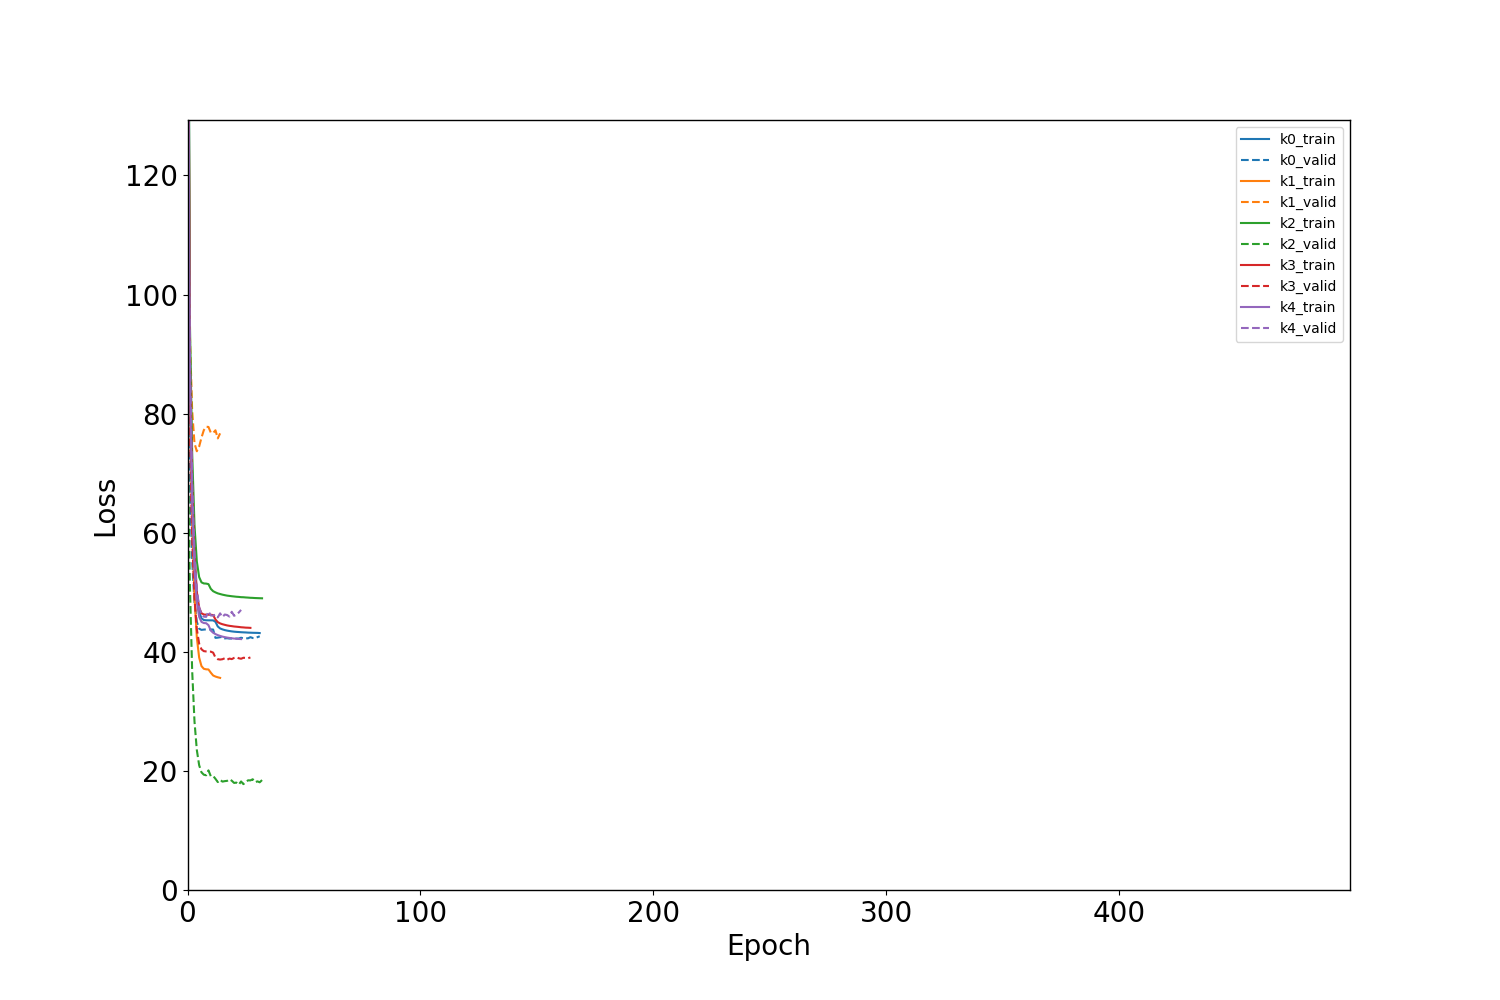 120
100
80
60
40
20
0
Loss
0 100 200 300 400
Epoch
k0_train
k0_valid
k1_train
k1_valid
k2_train
k2_valid
k3_train
k3_valid
k4_train
k4_valid